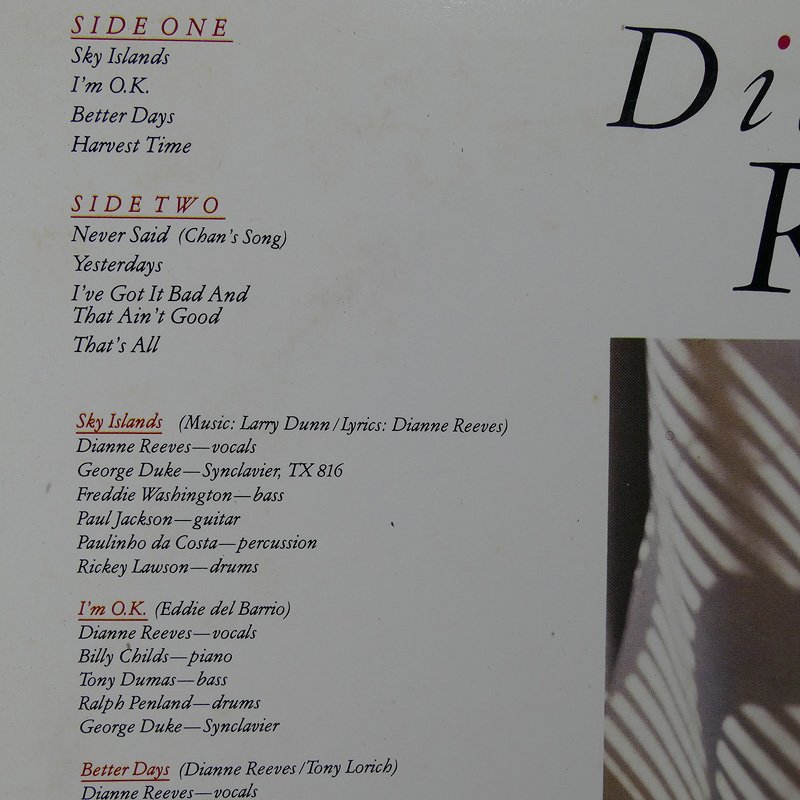 SIDE ONE
Sky Islands
I'm O.K.
Better Days
Harvest Time
SIDE TWO
Never Said (Chan's Song)
Yesterdays
I've Got It Bad And
That Ain't Good
That's All
Sky Islands (Music: Larry Dunn/Lyrics: Dianne Reeves)
Dianne Reeves—vocals
George Duke—Synclavier, TX 816
Freddie Washington—bass
Paul Jackson—guitar
Paulinho da Costa—percussion
Rickey Lawson—drums
I'm O.K. (Eddie del Barrio)
Dianne Reeves—vocals
Billy Childs—piano
Tony Dumas—bass
Ralph Penland—drums
George Duke—Synclavier
Better Days (Dianne Reeves/Tony Lorich)
Dianne Reeves—vocals
Di
R